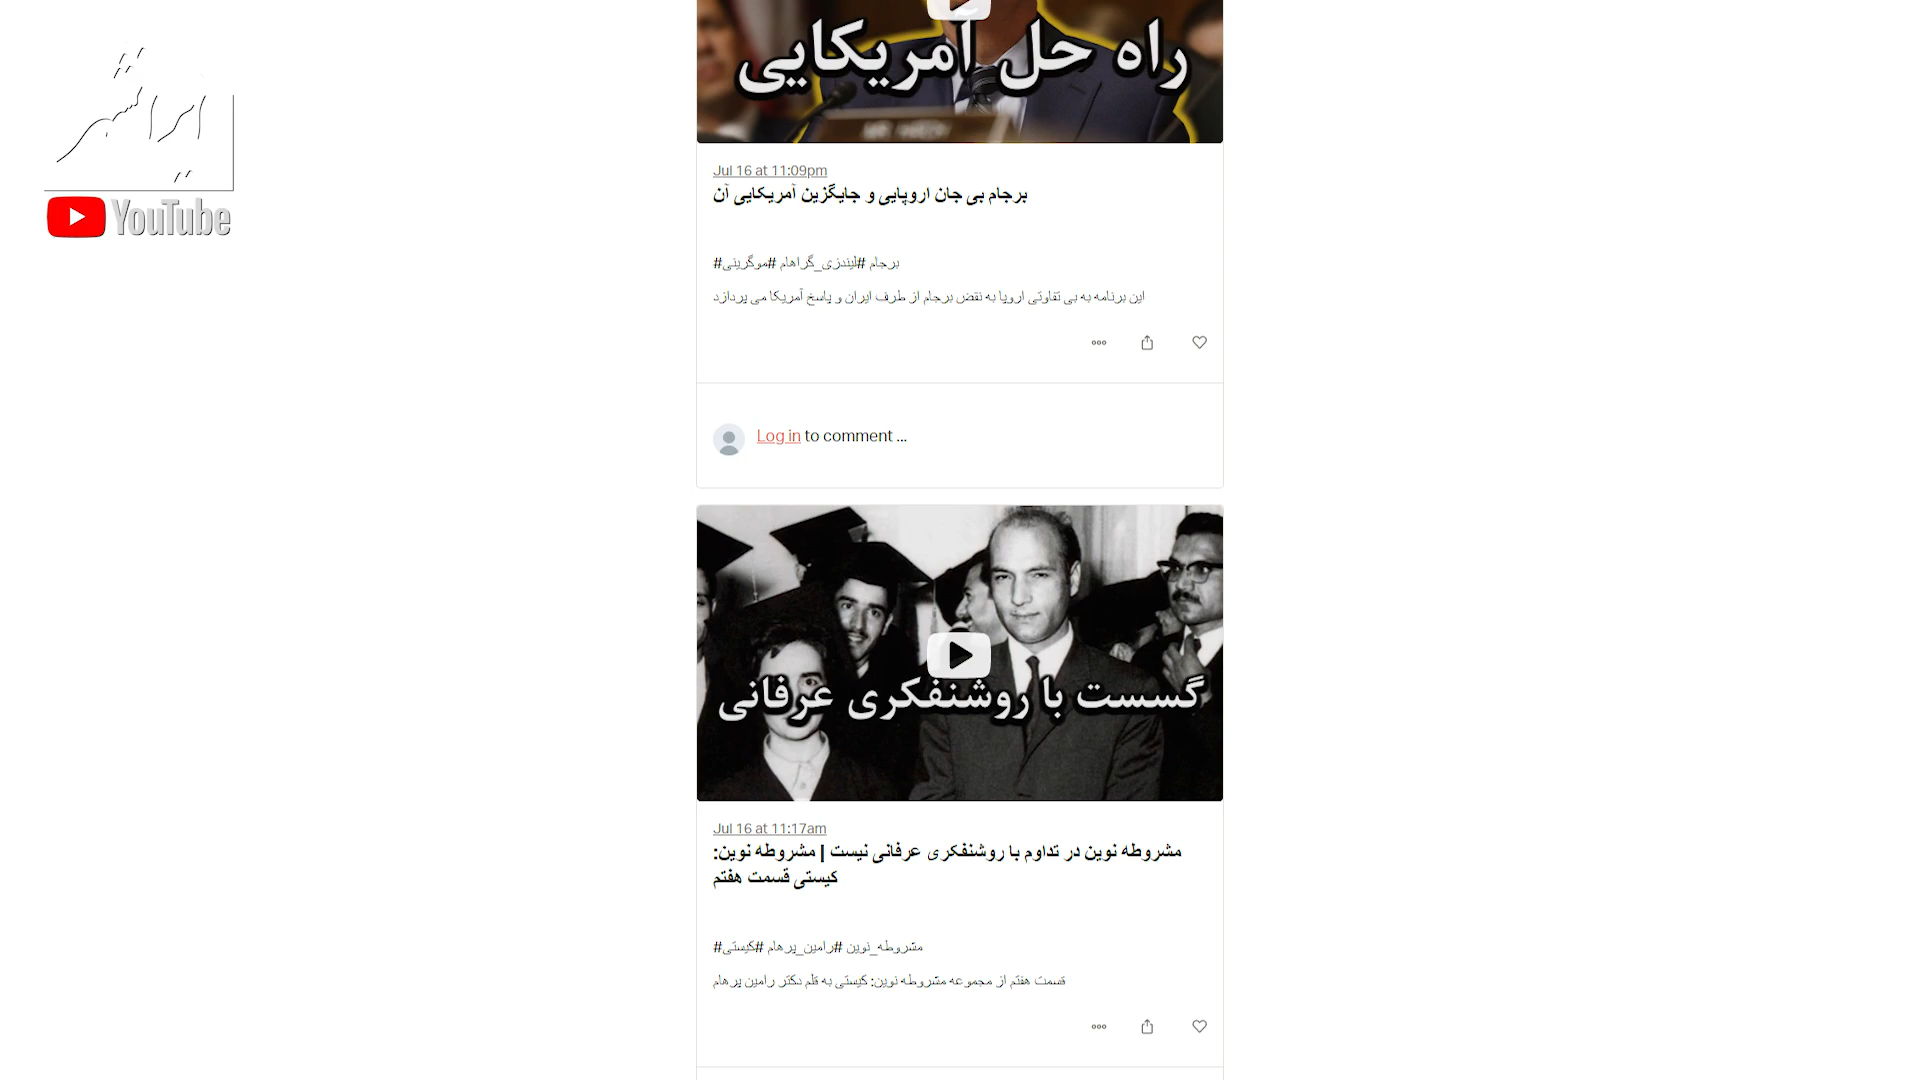 ایرانشهر
YouTube
راه حل آمریکایی
Jul 16 at 11:09pm
برجام بی جان اروپایی و جایگزین آمریکایی آن
#برجام #لیندزی_گراهام #موگرینی
این برنامه به بی تفاوتی اروپا به نقض برجام از طرف ایران و پاسخ آمریکا می پردازد
Log in to comment ...
گسست با روشنفکری عرفانی
Jul 16 at 11:17am
مشروطه نوین در تداوم با روشنفکری عرفانی نیست | مشروطه نوین:
کیستی قسمت هفتم
#مشروطه_نوین #رامین_پرهام #کیستی
قسمت هفتم از مجموعه مشروطه نوین: کیستی به قلم دکتر رامین پرهام